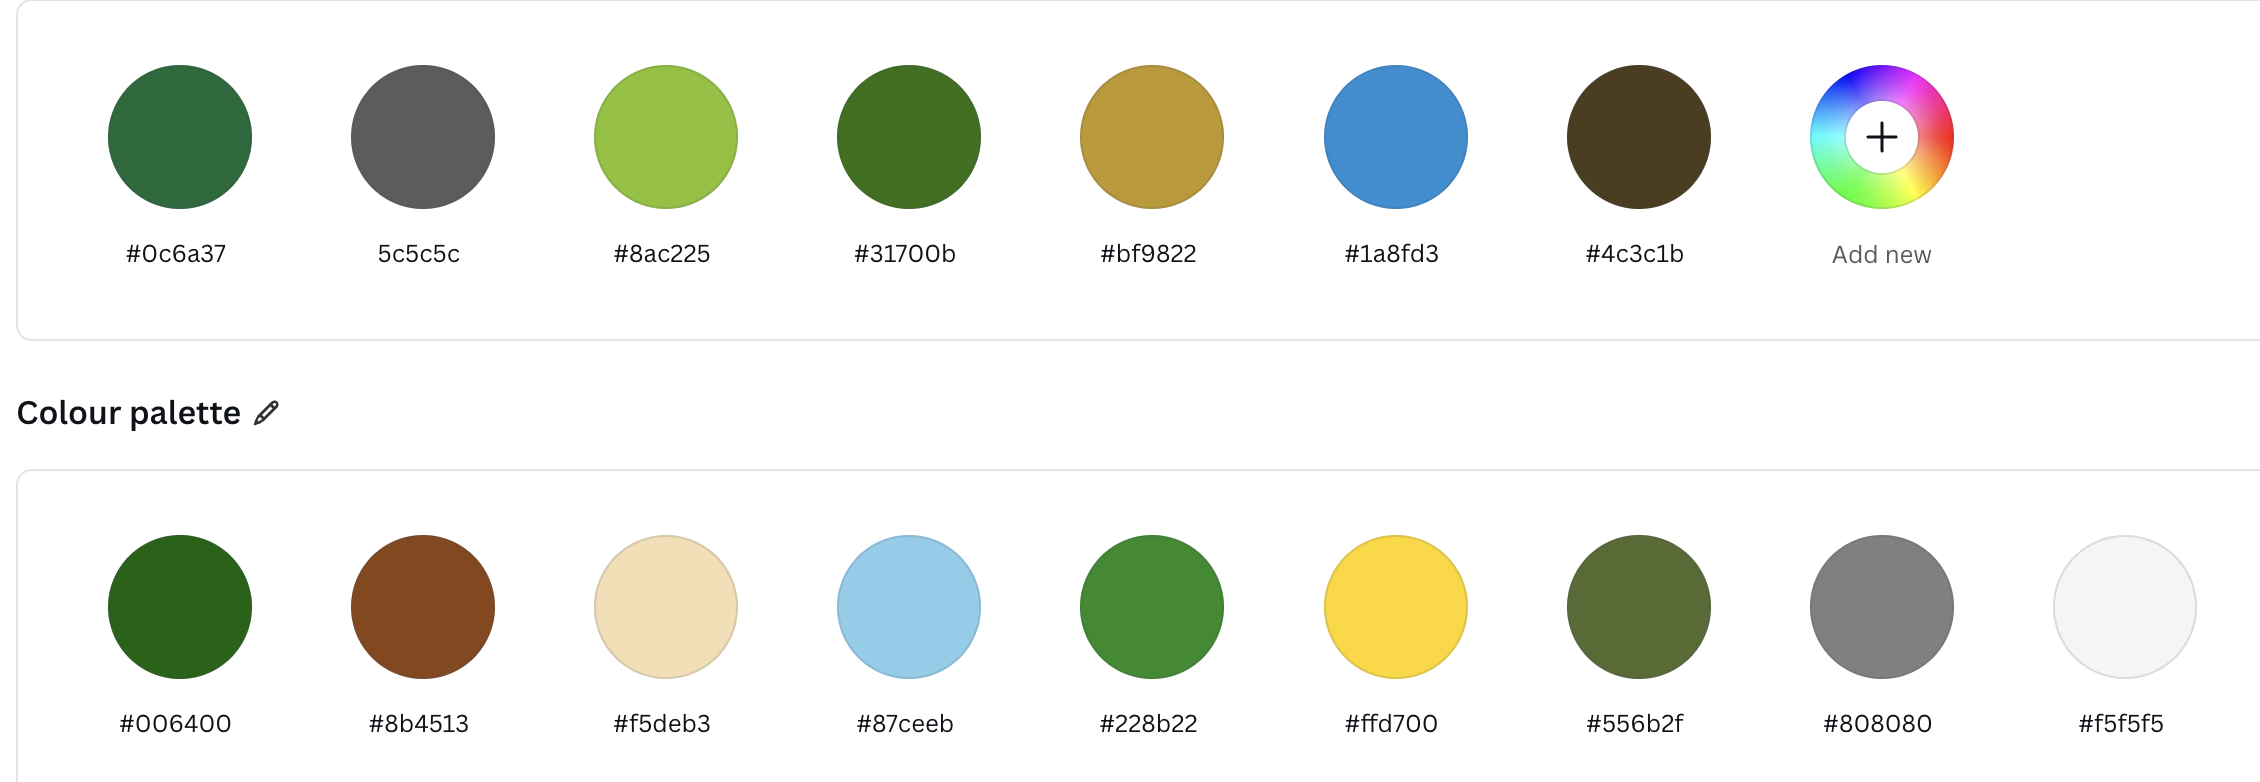 #0c6a37 5c5c5c #8ac225 #31700b #bf9822 #1a8fd3 #4c3c1b Add new
Colour palette
#006400 #8b4513 #f5deb3 #87ceeb #228b22 #ffd700 #556b2f #808080 #f5f5f5